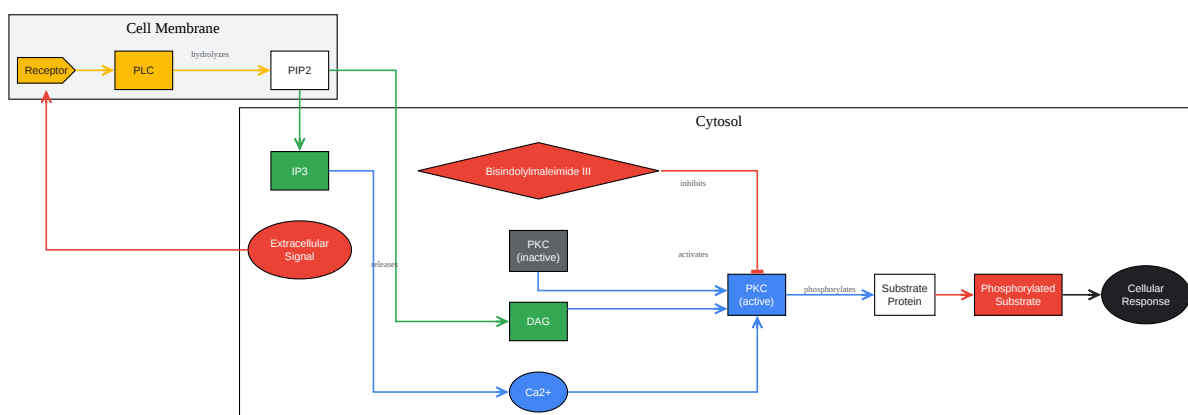 Cell Membrane
hydrolyzes
Receptor
PLC
PIP2
Cytosol
IP3
Bisindolylmaleimide III
inhibits
Extracellular
Signal
releases
PKC
(inactive)
activates
DAG
PKC
(active)
phosphorylates
Substrate
Protein
Phosphorylated
Substrate
Cellular
Response
Ca2+